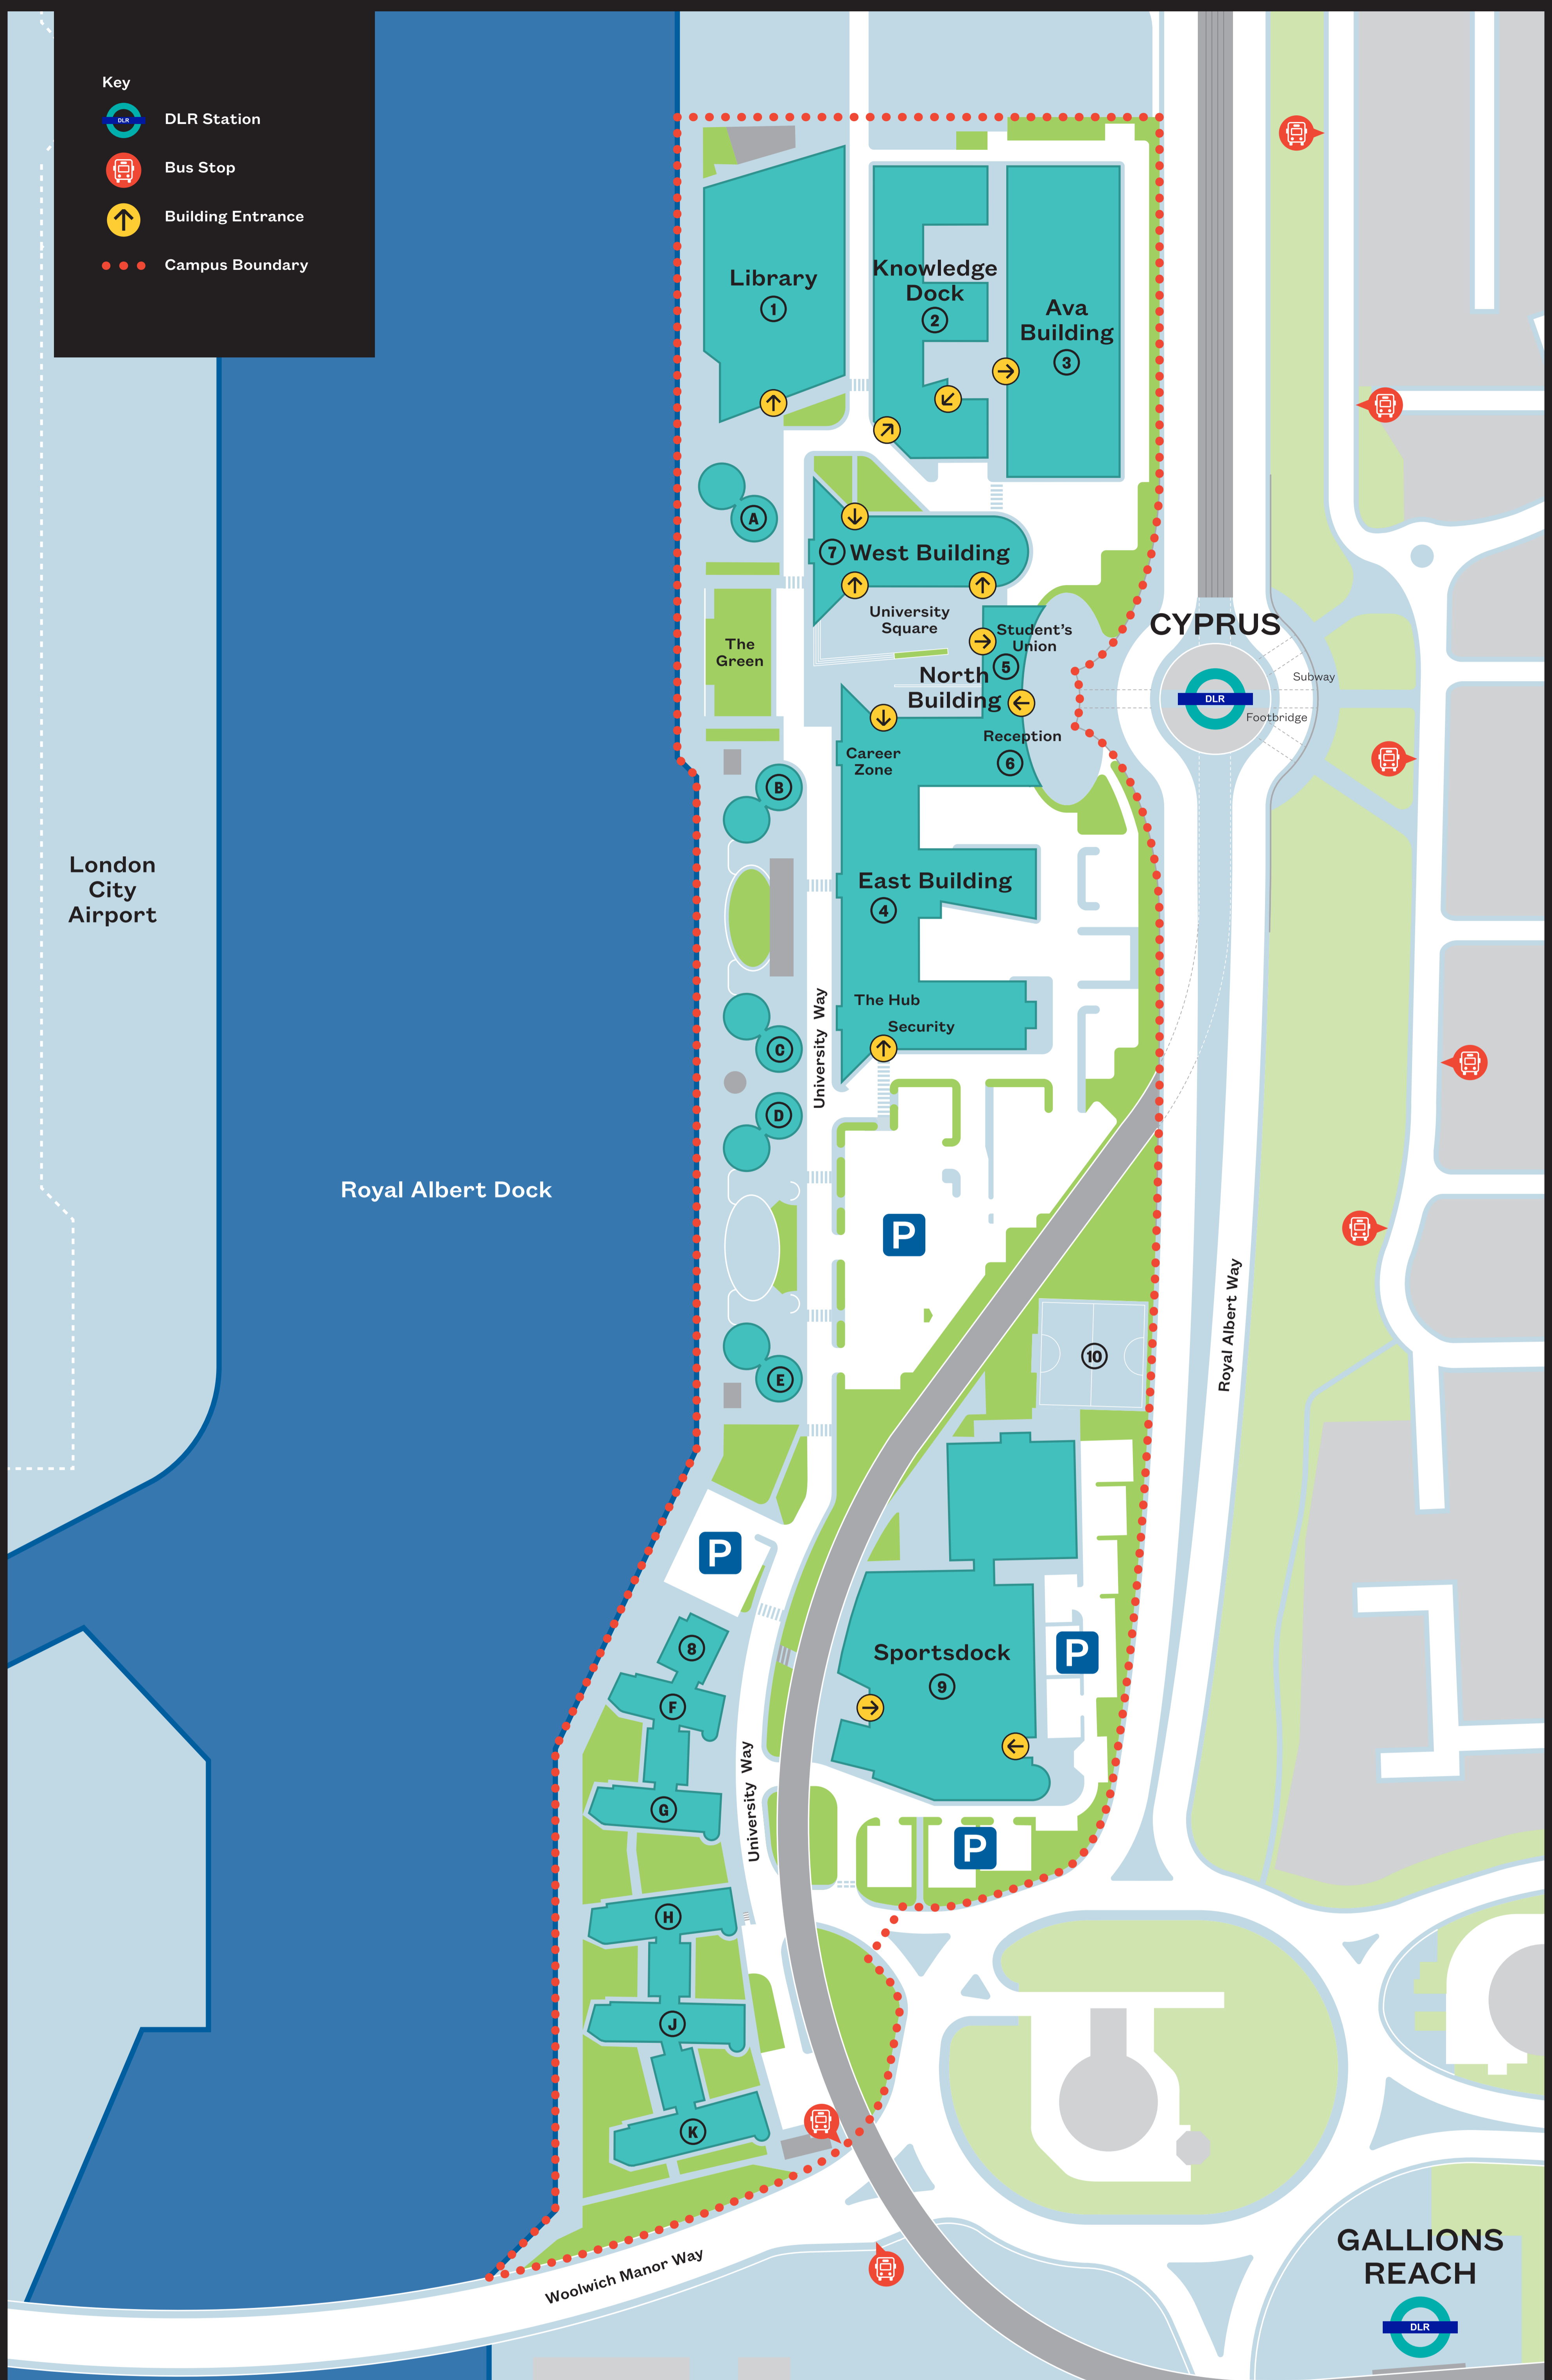 Key
DLR
DLR Station
Bus Stop
Building Entrance
Campus Boundary
Library
1
Knowledge
Dock
2
Ava
Building
3
A
7 West Building
University
Square
The
Green
Student's
Union
5
North
Building
Reception
6
Career
Zone
CYPRUS
DLR
Subway
Footbridge
B
London
City
Airport
East Building
4
The Hub
Security
University Way
C
D
Royal Albert Dock
P
Royal Albert Way
10
E
P
8
F
G
Sportsdock
9
P
University Way
P
H
J
K
Woolwich Manor Way
GALLIONS
REACH
DLR